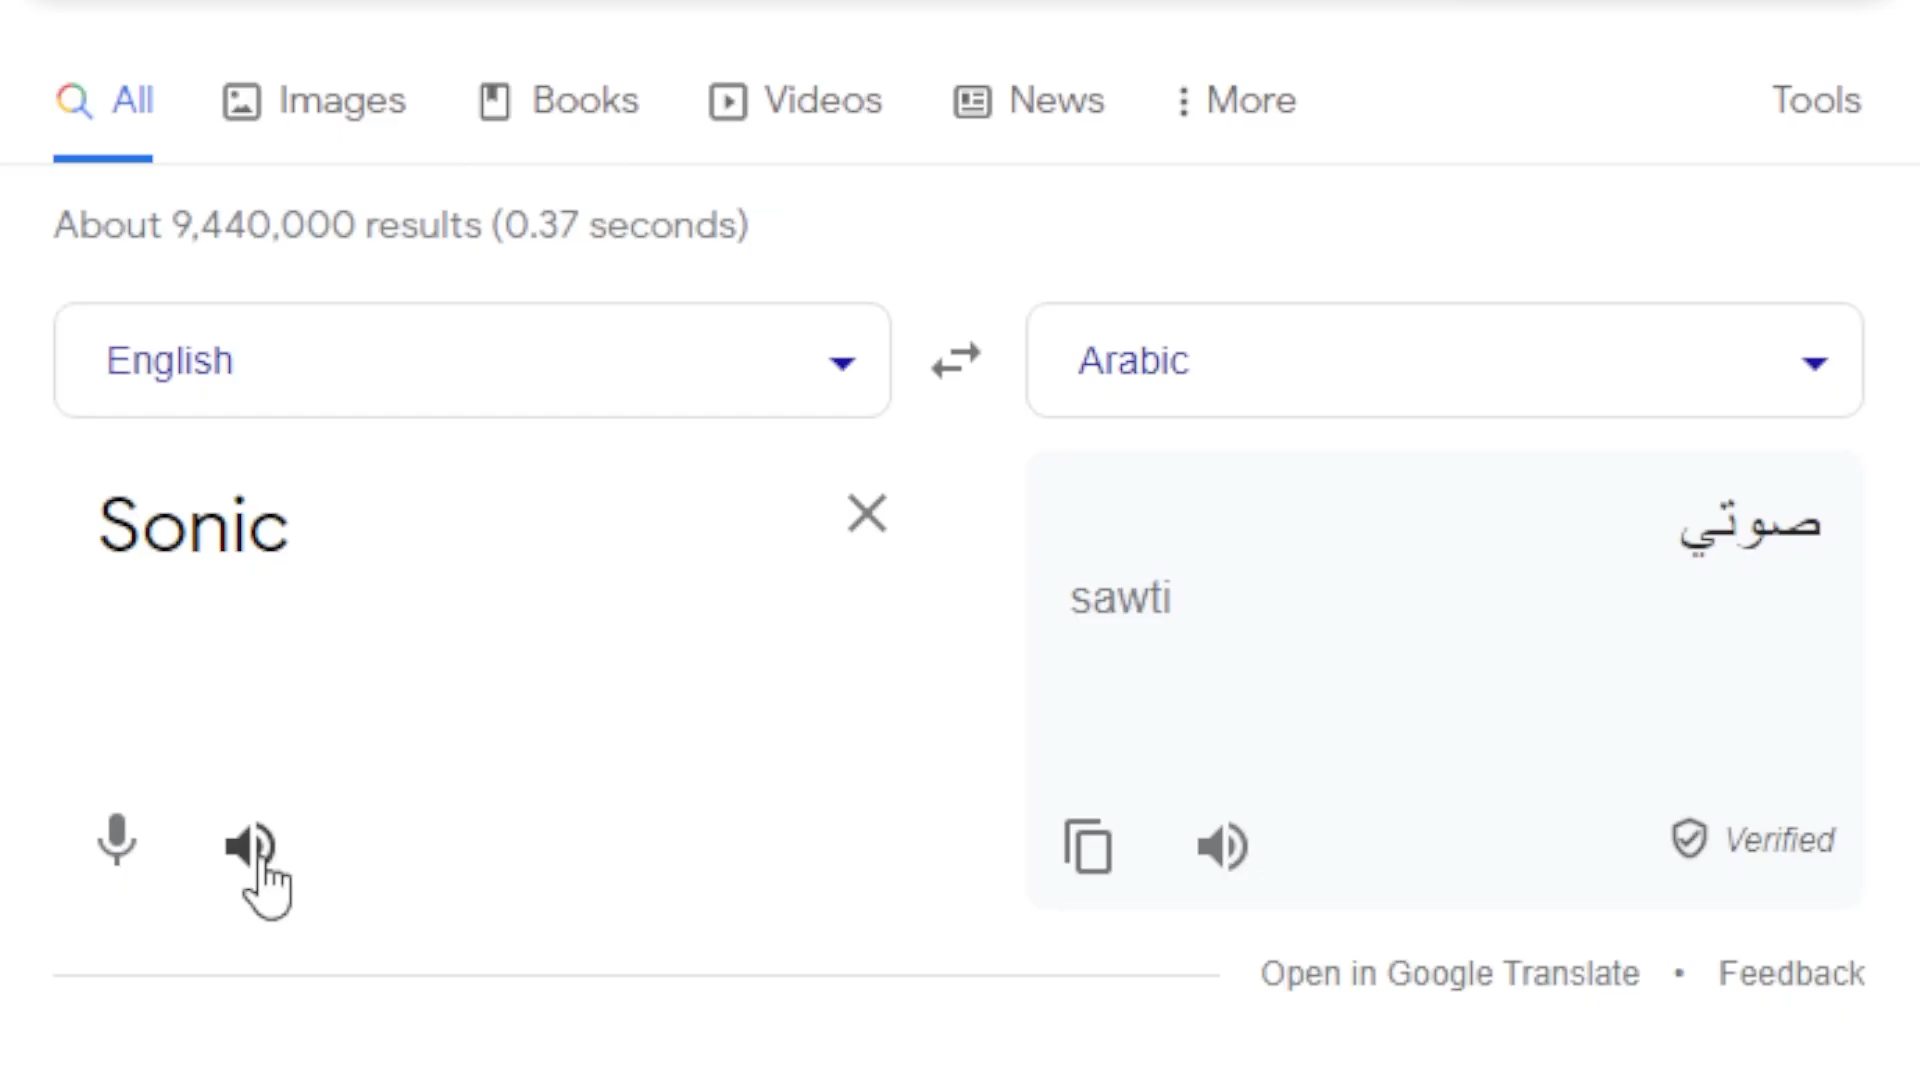 All Images Books Videos News More Tools
About 9,440,000 results (0.37 seconds)
English Arabic
Sonic
صوتي
sawti
Verified
Open in Google Translate • Feedback